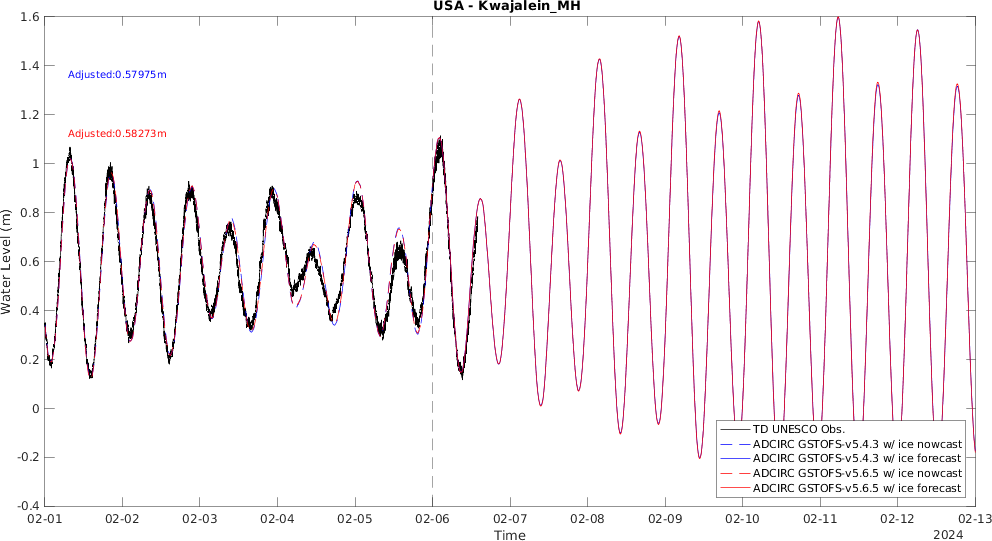 USA - Kwajalein_MH
1.6
1.4
1.2
1
0.8
0.6
0.4
0.2
0
-0.2
-0.4
Water Level (m)
Adjusted:0.57975m
Adjusted:0.58273m
TD UNESCO Obs.
ADCIRC GSTOFS-v5.4.3 w/ ice nowcast
ADCIRC GSTOFS-v5.4.3 w/ ice forecast
ADCIRC GSTOFS-v5.6.5 w/ ice nowcast
ADCIRC GSTOFS-v5.6.5 w/ ice forecast
02-01 02-02 02-03 02-04 02-05 02-06 02-07 02-08 02-09 02-10 02-11 02-12 02-13
Time
2024